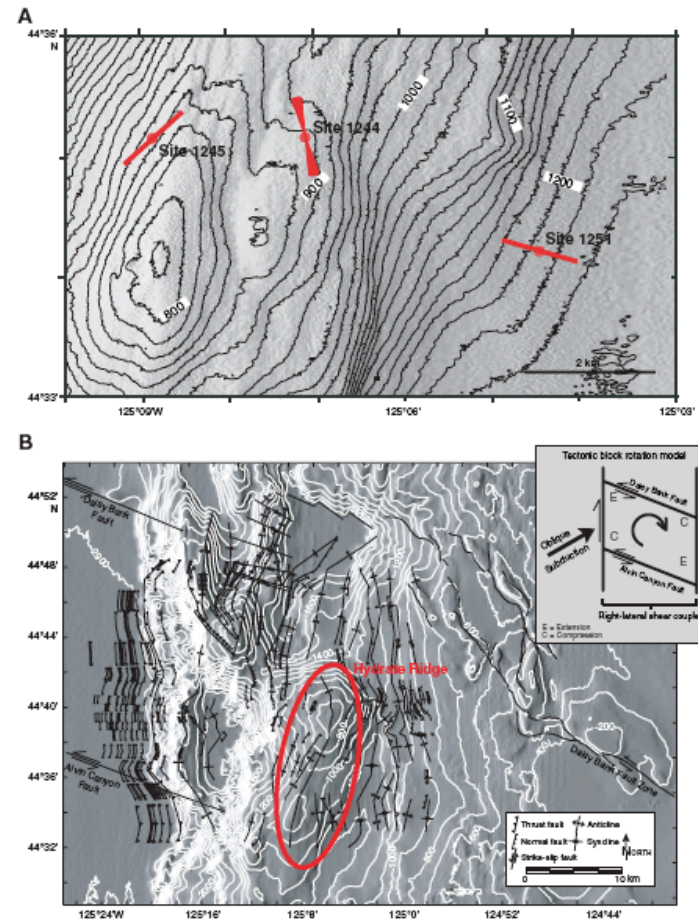 A
44°36'
N
1000
1100
Site 1244
Site 1245
900
1200
Site 1251
800
2 km
44°33'
125°09'W
125°06'
125°03'
B
Tectonic block rotation model
44°52'
N
Daisy Bank
Fault
Daisy Bank Fault
E
C
C
E
Oblique
Subduction
Alvin Canyon Fault
44°48'
Right-lateral shear couple
E = Extension
C = Compression
44°44'
1400
Hydrate Ridge
44°40'
800
-200
1000
Alvin Canyon
Fault
44°36'
Daisy Bank Fault Zone
Thrust fault
Anticline
Normal fault
Syncline
Strike-slip fault
NORTH
44°32'
0
10 km
125°24'W
125°16'
125°8'
125°0'
124°52'
124°44'